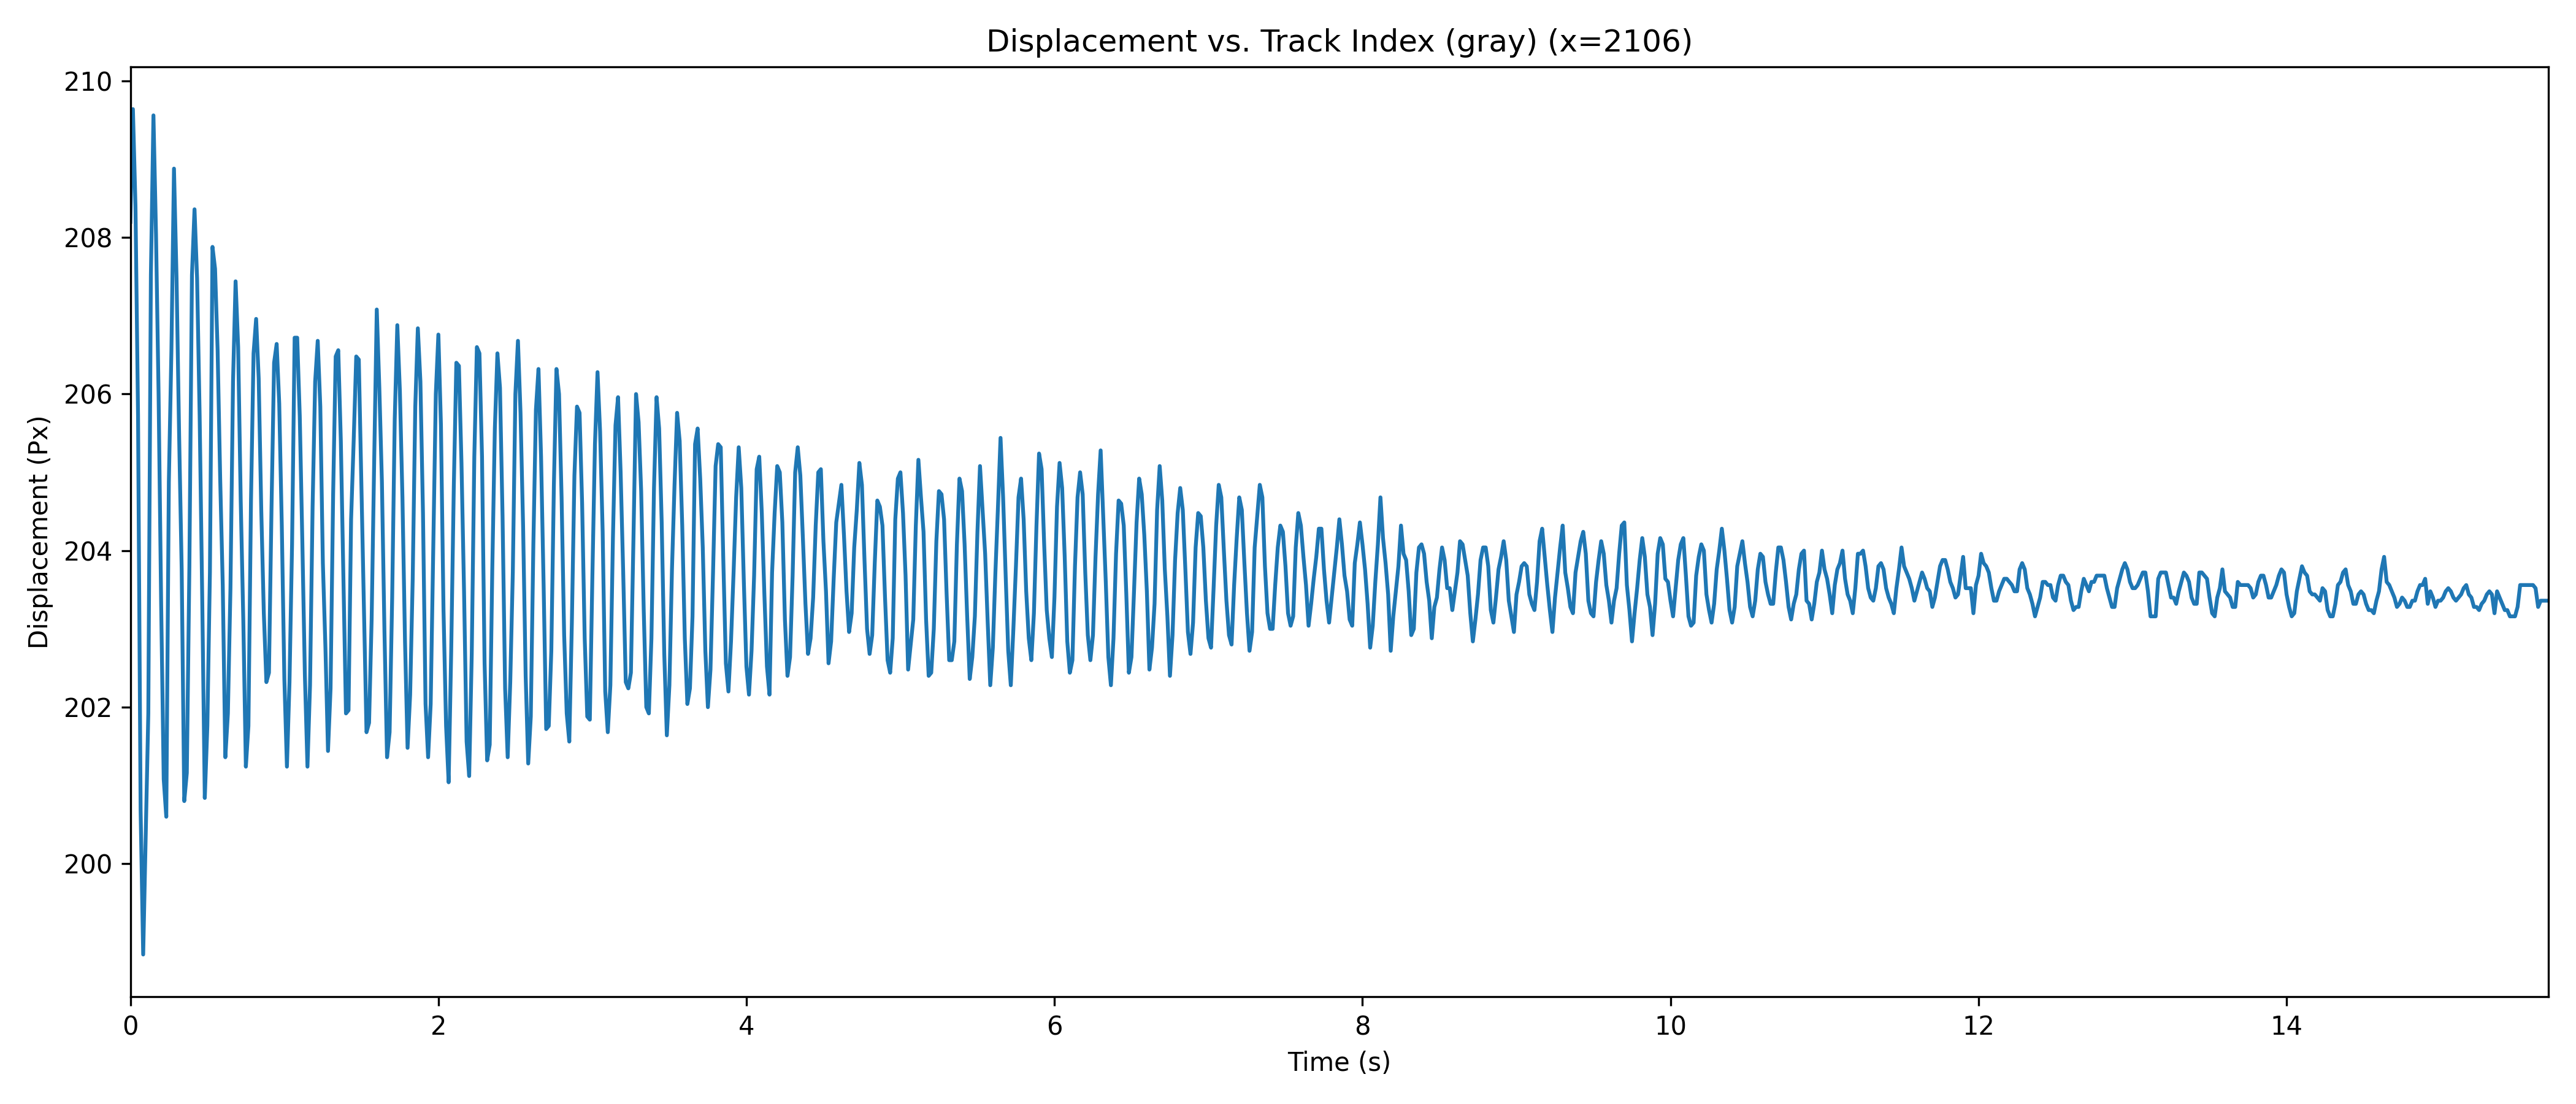 Displacement vs. Track Index (gray) (x=2106)
210
208
206
204
202
200
Displacement (Px)
0 2 4 6 8 10 12 14
Time (s)